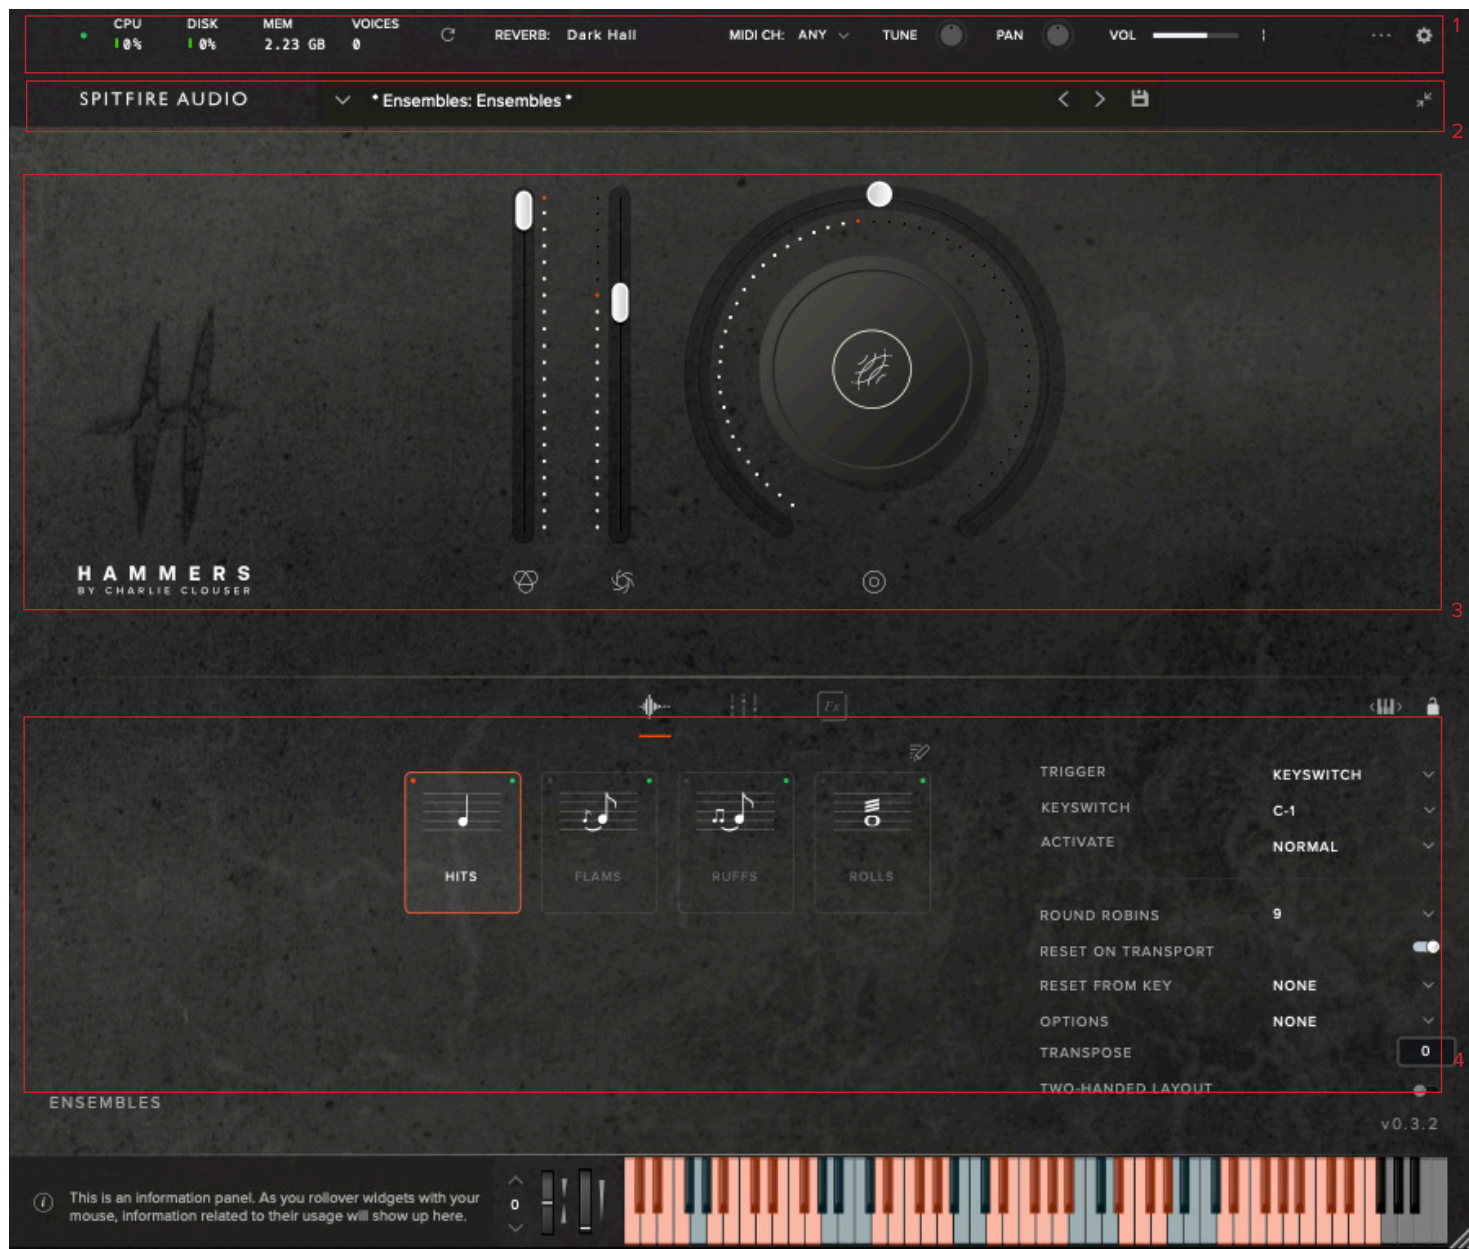 CPU DISK MEM VOICES
0% 0% 2.23 GB 0
REVERB: Dark Hall MIDI CH: ANY TUNE PAN VOL
1
SPITFIRE AUDIO
* Ensembles: Ensembles *
2
HAMMERS
BY CHARLIE CLOUSER
3
Fx
TRIGGER KEYSWITCH
KEYSWITCH C-1
ACTIVATE NORMAL
HITS FLAMS RUFFS ROLLS
ROUND ROBINS 9
RESET ON TRANSPORT
RESET FROM KEY NONE
OPTIONS NONE
TRANSPOSE 0
4
TWO-HANDED LAYOUT
ENSEMBLES
v0.3.2
i
This is an information panel. As you rollover widgets with your
mouse, information related to their usage will show up here.
0